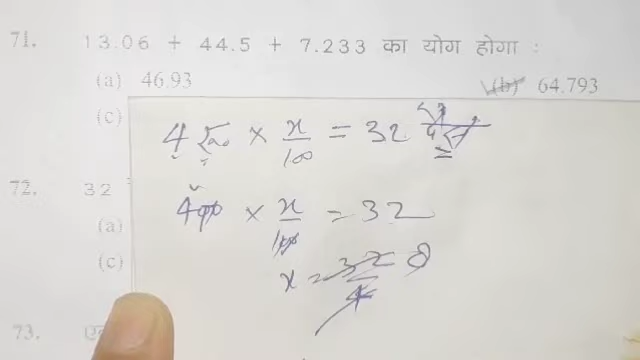 71. 13.06 + 44.5 + 7.233 का योग होगा :
(a) 46.93 (b) 64.793
(c)
4 × x/100 = 32
72. 32
400 × x/100 = 32
(a)
(c)
x = 32/4 8
73.